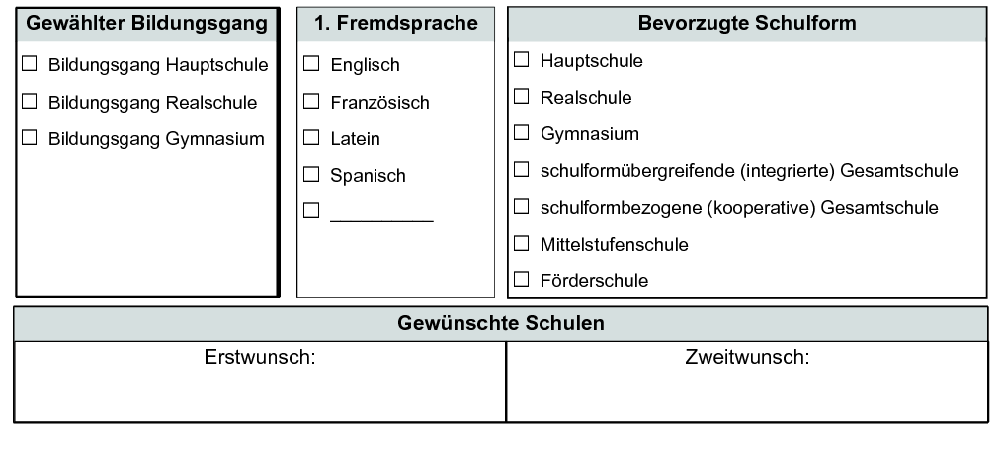 Gewählter Bildungsgang
☐ Bildungsgang Hauptschule
☐ Bildungsgang Realschule
☐ Bildungsgang Gymnasium
1. Fremdsprache
☐ Englisch
☐ Französisch
☐ Latein
☐ Spanisch
☐ __________
Bevorzugte Schulform
☐ Hauptschule
☐ Realschule
☐ Gymnasium
☐ schulformübergreifende (integrierte) Gesamtschule
☐ schulformbezogene (kooperative) Gesamtschule
☐ Mittelstufenschule
☐ Förderschule
Gewünschte Schulen
Erstwunsch:
Zweitwunsch: